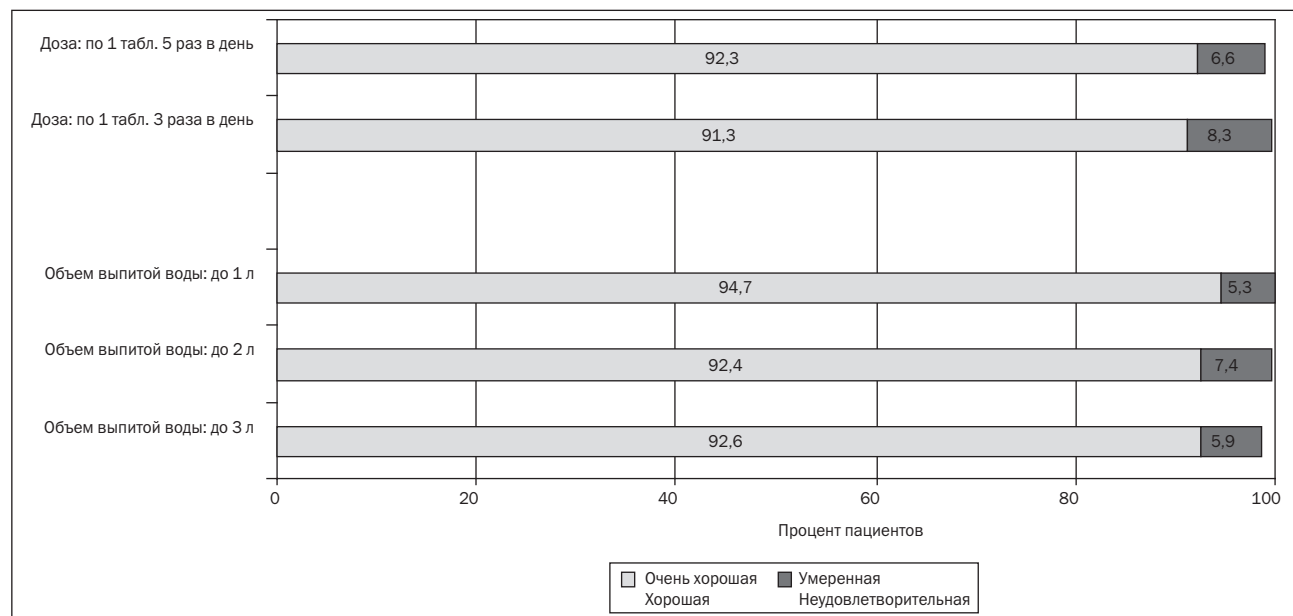 Доза: по 1 табл. 5 раз в день
92,3
6,6
Доза: по 1 табл. 3 раза в день
91,3
8,3
Объем выпитой воды: до 1 л
94,7
5,3
Объем выпитой воды: до 2 л
92,4
7,4
Объем выпитой воды: до 3 л
92,6
5,9
0
20
40
60
80
100
Процент пациентов
Очень хорошая
Хорошая
Умеренная
Неудовлетворительная